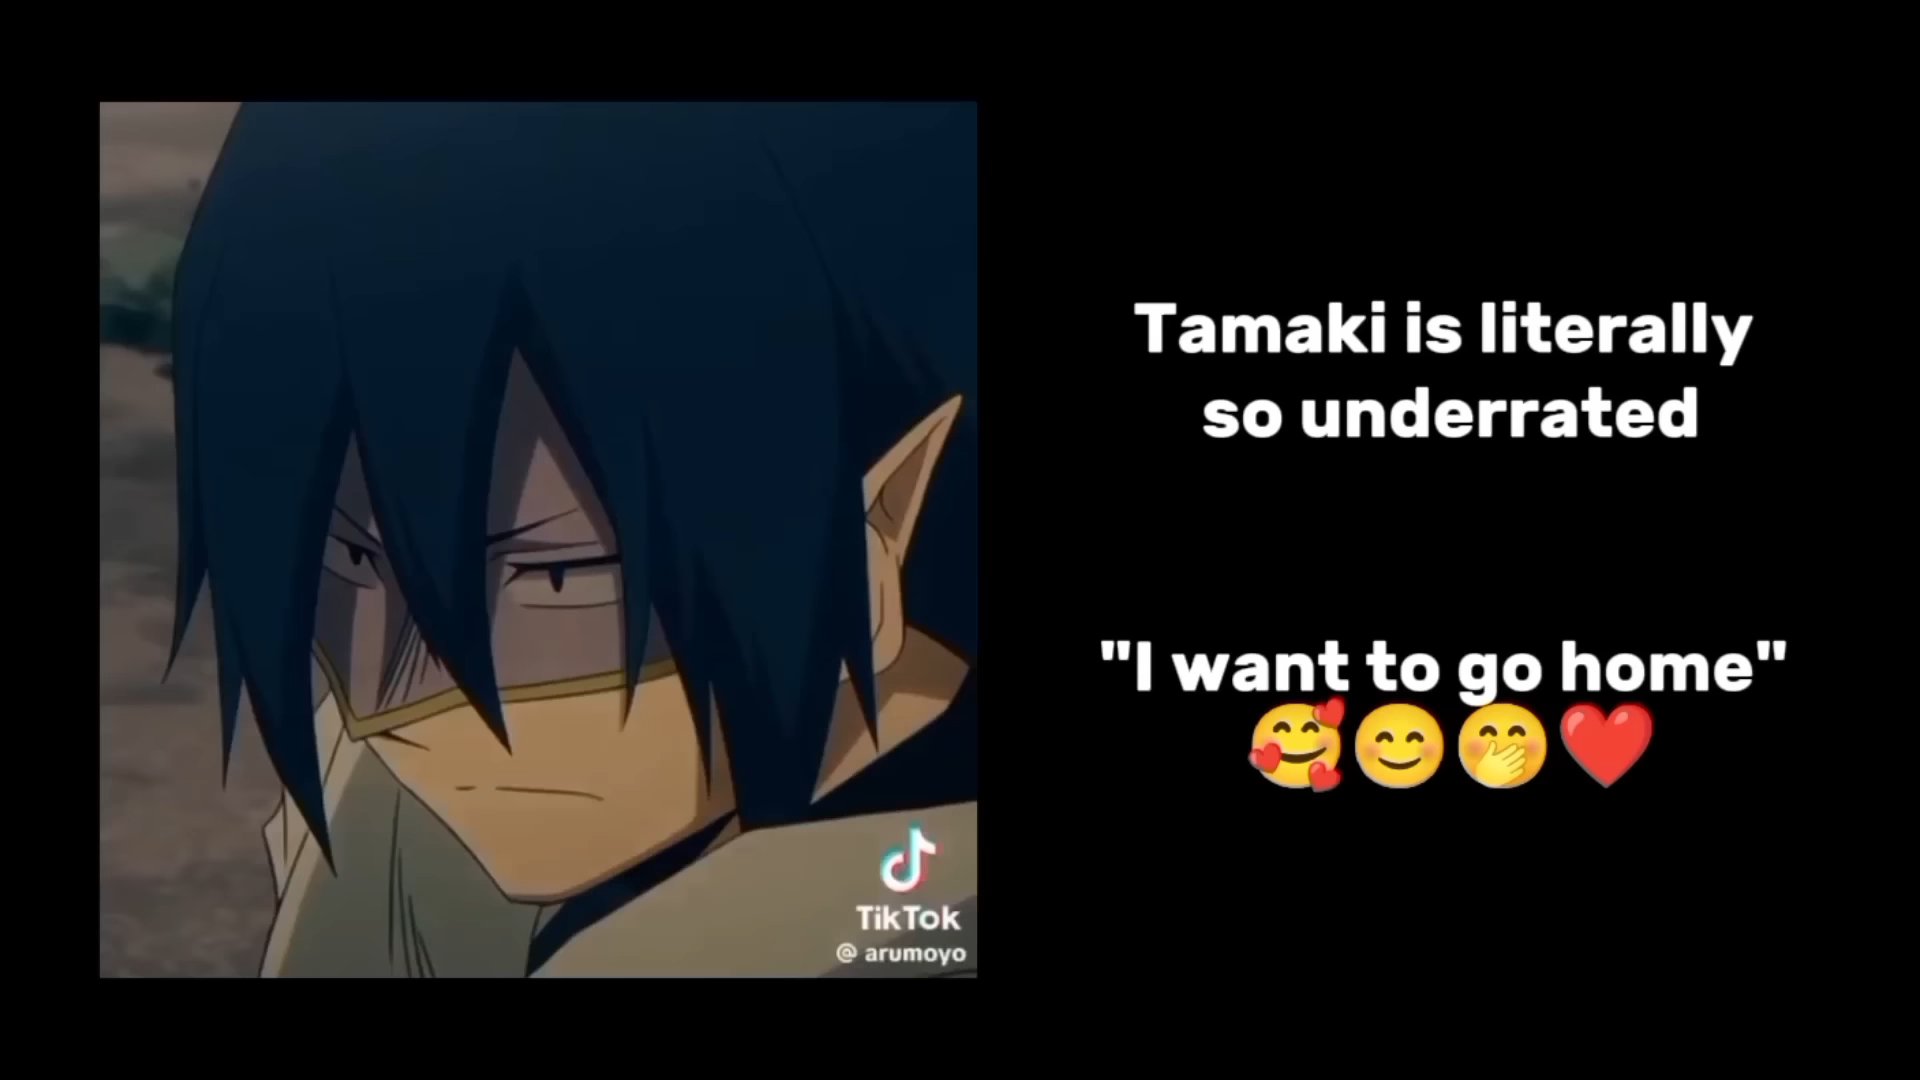 Tamaki is literally
so underrated
"I want to go home"
🥰😊🤭❤️
TikTok
@ arumoyo